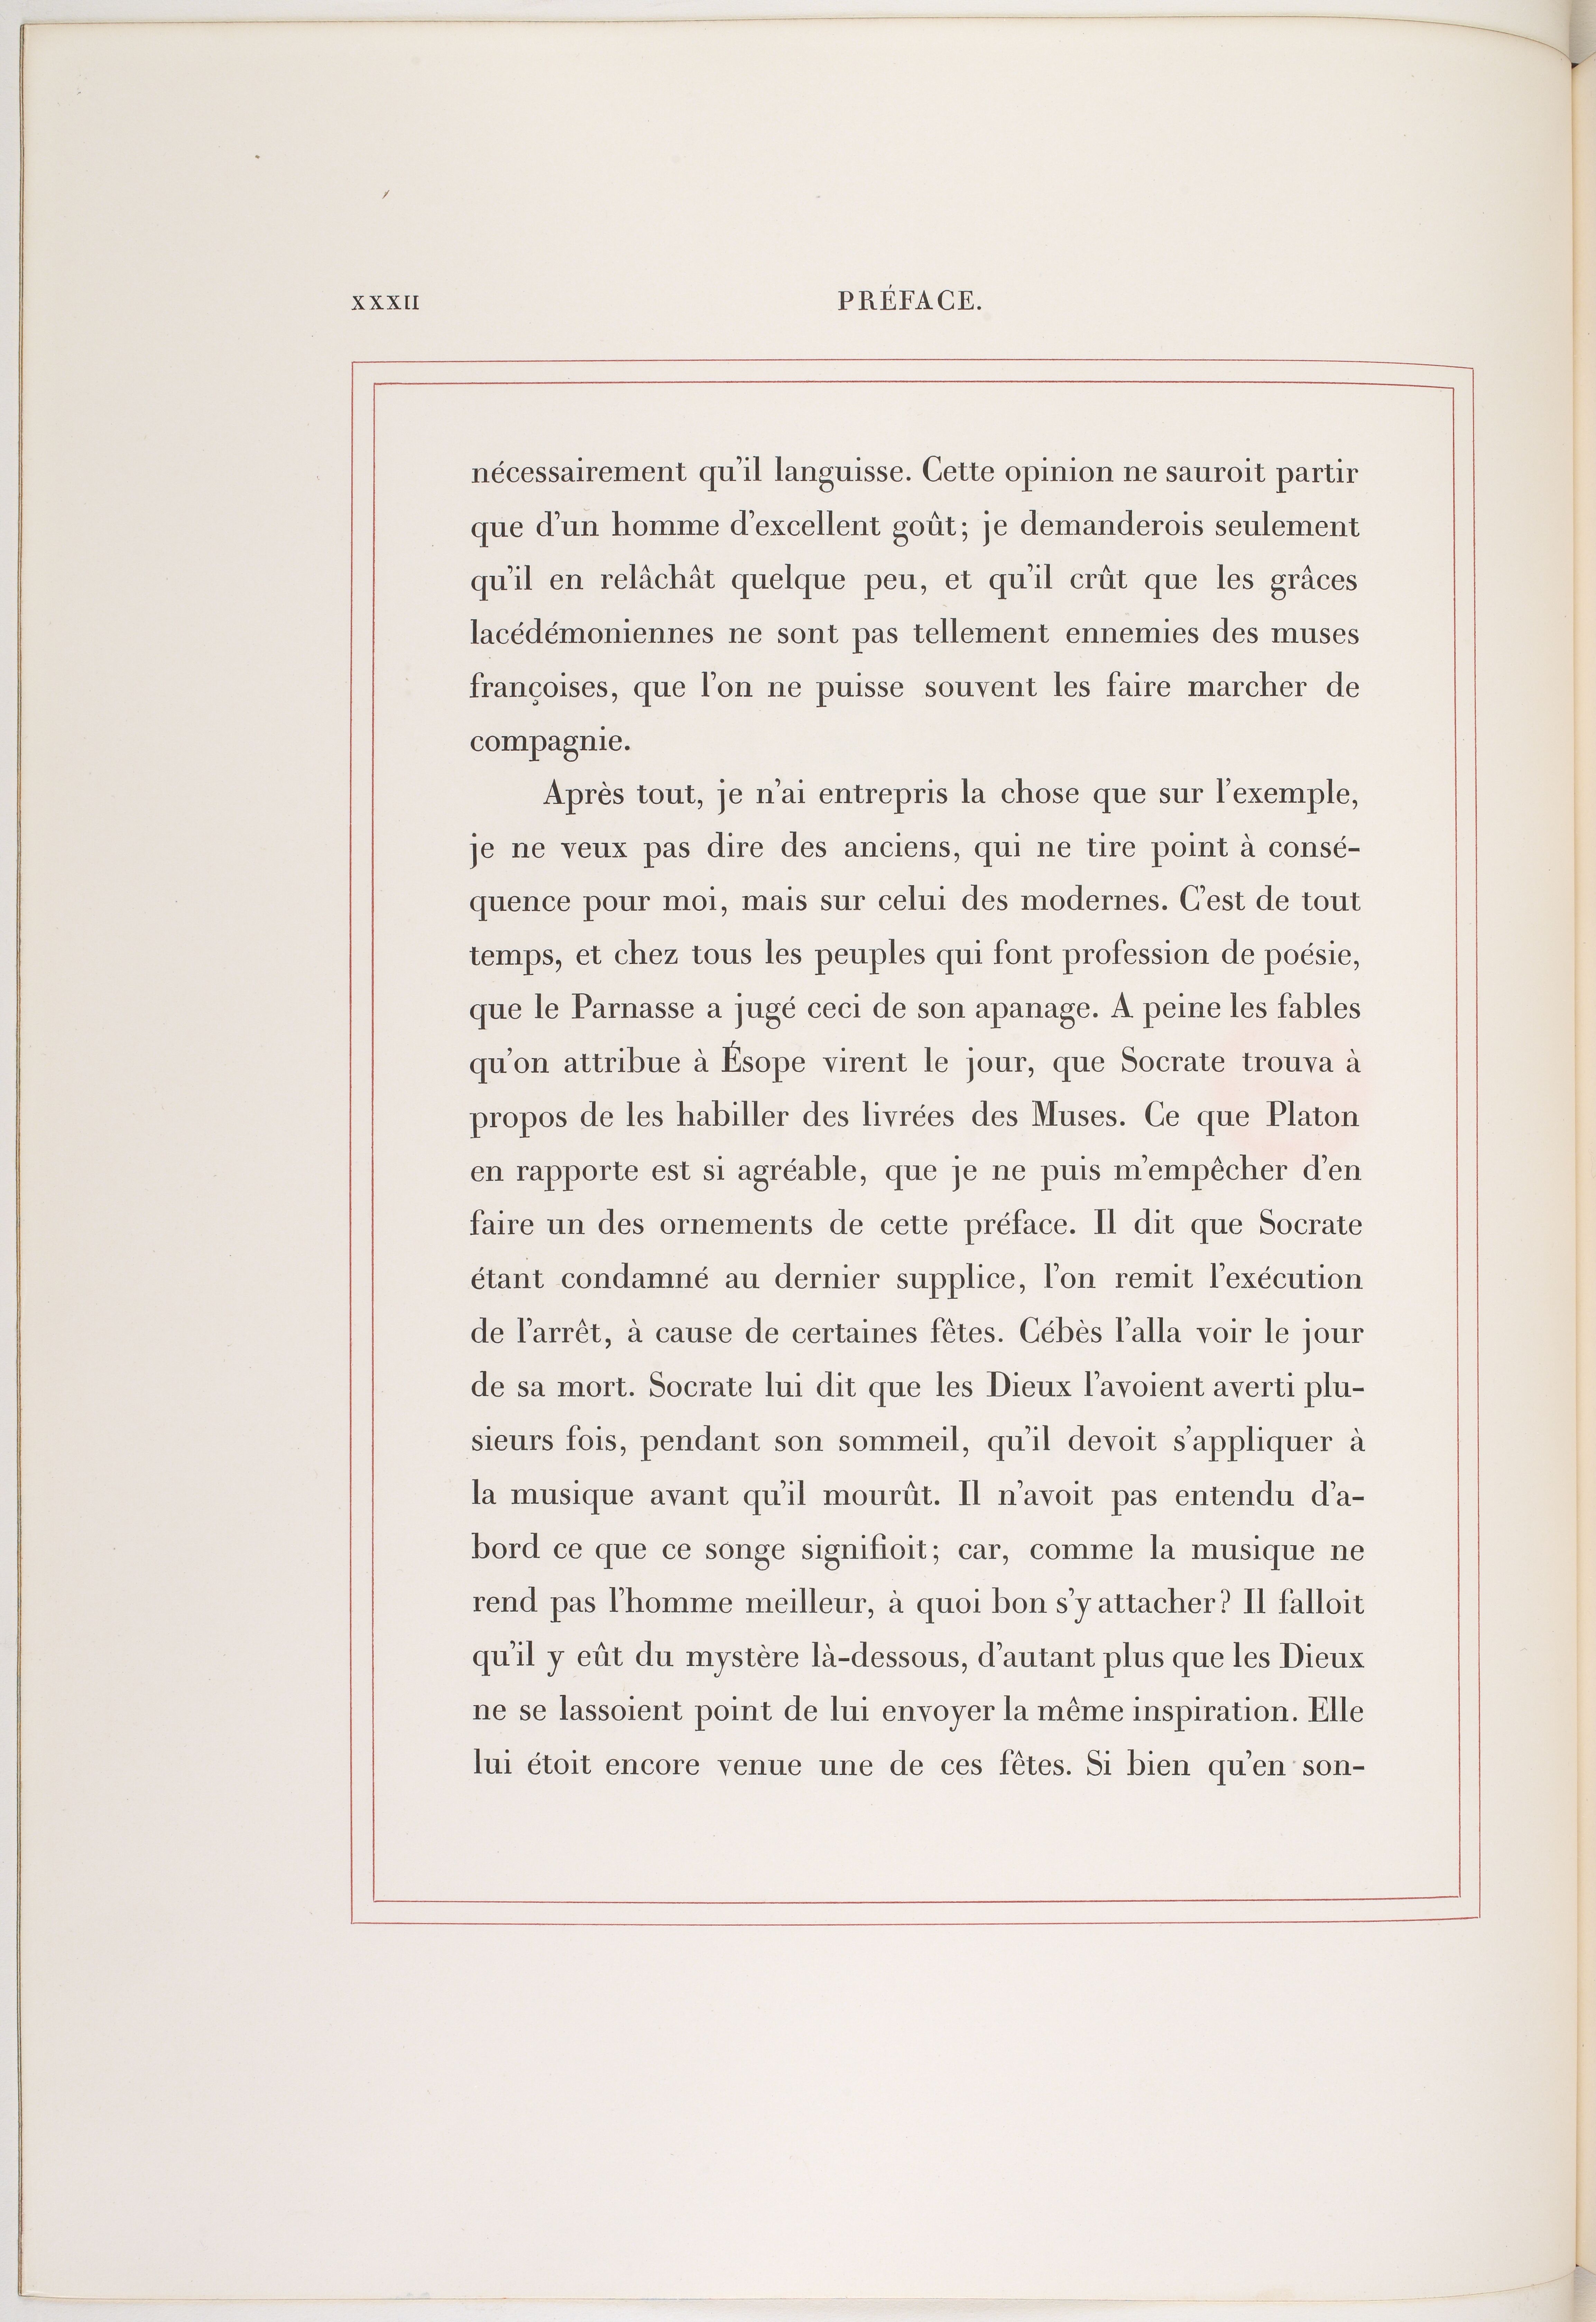 XXXII
PRÉFACE.
nécessairement qu'il languisse. Cette opinion ne sauroit partir
que d'un homme d'excellent goût; je demanderois seulement
qu'il en relâchât quelque peu, et qu'il crût que les grâces
lacédémoniennes ne sont pas tellement ennemies des muses
françoises, que l'on ne puisse souvent les faire marcher de
compagnie.
Après tout, je n'ai entrepris la chose que sur l'exemple,
je ne veux pas dire des anciens, qui ne tire point à consé-
quence pour moi, mais sur celui des modernes. C'est de tout
temps, et chez tous les peuples qui font profession de poésie,
que le Parnasse a jugé ceci de son apanage. A peine les fables
qu'on attribue à Ésope virent le jour, que Socrate trouva à
propos de les habiller des livrées des Muses. Ce que Platon
en rapporte est si agréable, que je ne puis m'empêcher d'en
faire un des ornements de cette préface. Il dit que Socrate
étant condamné au dernier supplice, l'on remit l'exécution
de l'arrêt, à cause de certaines fêtes. Cébès l'alla voir le jour
de sa mort. Socrate lui dit que les Dieux l'avoient averti plu-
sieurs fois, pendant son sommeil, qu'il devoit s'appliquer à
la musique avant qu'il mourût. Il n'avoit pas entendu d'a-
bord ce que ce songe signifioit; car, comme la musique ne
rend pas l'homme meilleur, à quoi bon s'y attacher? Il falloit
qu'il y eût du mystère là-dessous, d'autant plus que les Dieux
ne se lassoient point de lui envoyer la même inspiration. Elle
lui étoit encore venue une de ces fêtes. Si bien qu'en son-